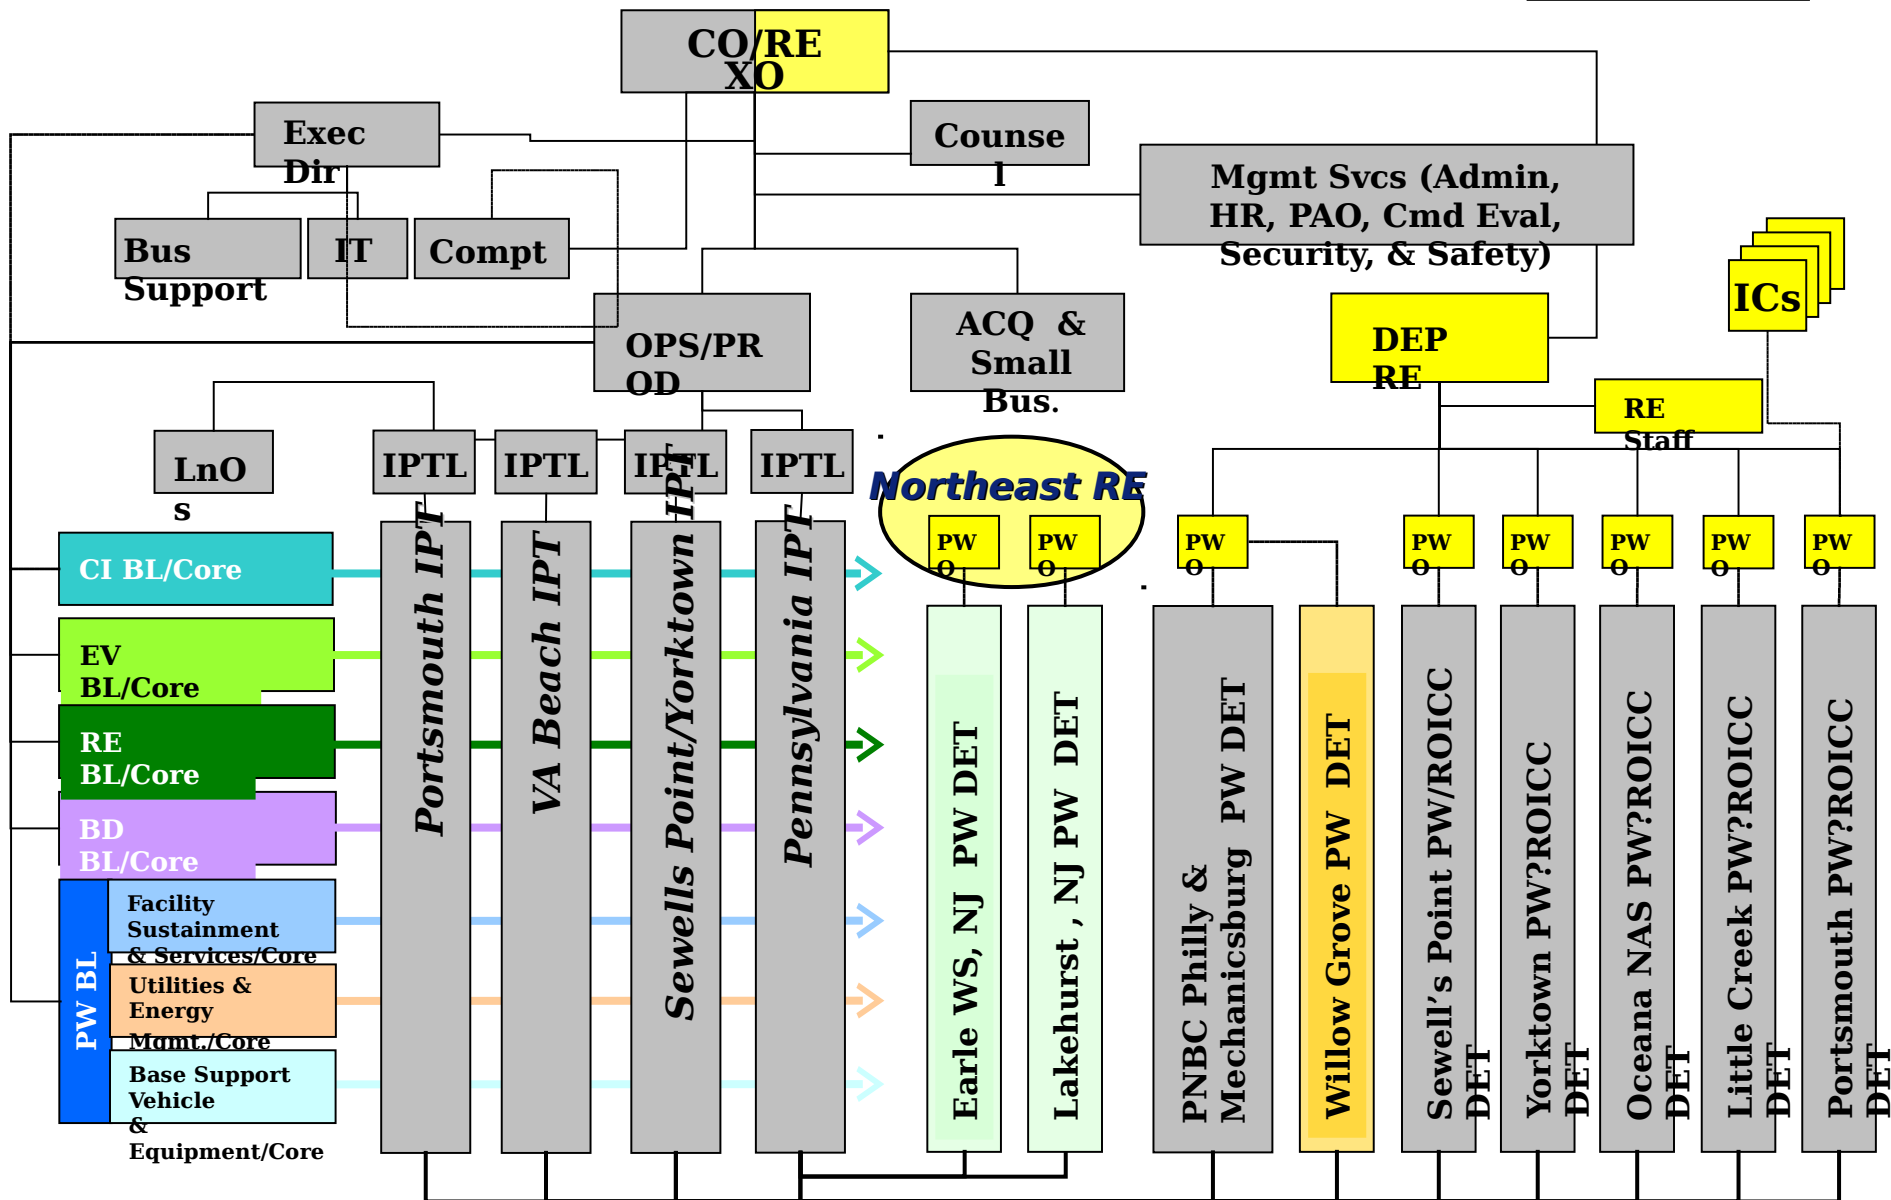 CO/RE
XO
Exec
Dir
Counse
l
Mgmt Svcs (Admin,
HR, PAO, Cmd Eval,
Security, & Safety)
Bus
Support
IT
Compt
ICs
OPS/PR
OD
ACQ & 
Small
Bus.
DEP
RE
RE
Staff
LnO
s
IPTL
IPTL
IPTL
IPTL
Northeast RE
PW
O
PW
O
PW
O
PW
O
PW
O
PW
O
PW
O
PW
O
CI BL/Core
EV
BL/Core
RE
BL/Core
BD
BL/Core
PW BL
Facility
Sustainment
& Services/Core
Utilities &
Energy
Mgmt./Core
Base Support
Vehicle
&
Equipment/Core
Portsmouth IPT
VA Beach IPT
Sewells Point/Yorktown IPT
Pennsylvania IPT
Earle WS, NJ PW DET
Lakehurst , NJ PW DET
PNBC Philly &
Mechanicsburg PW DET
Willow Grove PW DET
Sewell’s Point PW/ROICC
DET
Yorktown PW?ROICC
DET
Oceana NAS PW?ROICC
DET
Little Creek PW?ROICC
DET
Portsmouth PW?ROICC
DET